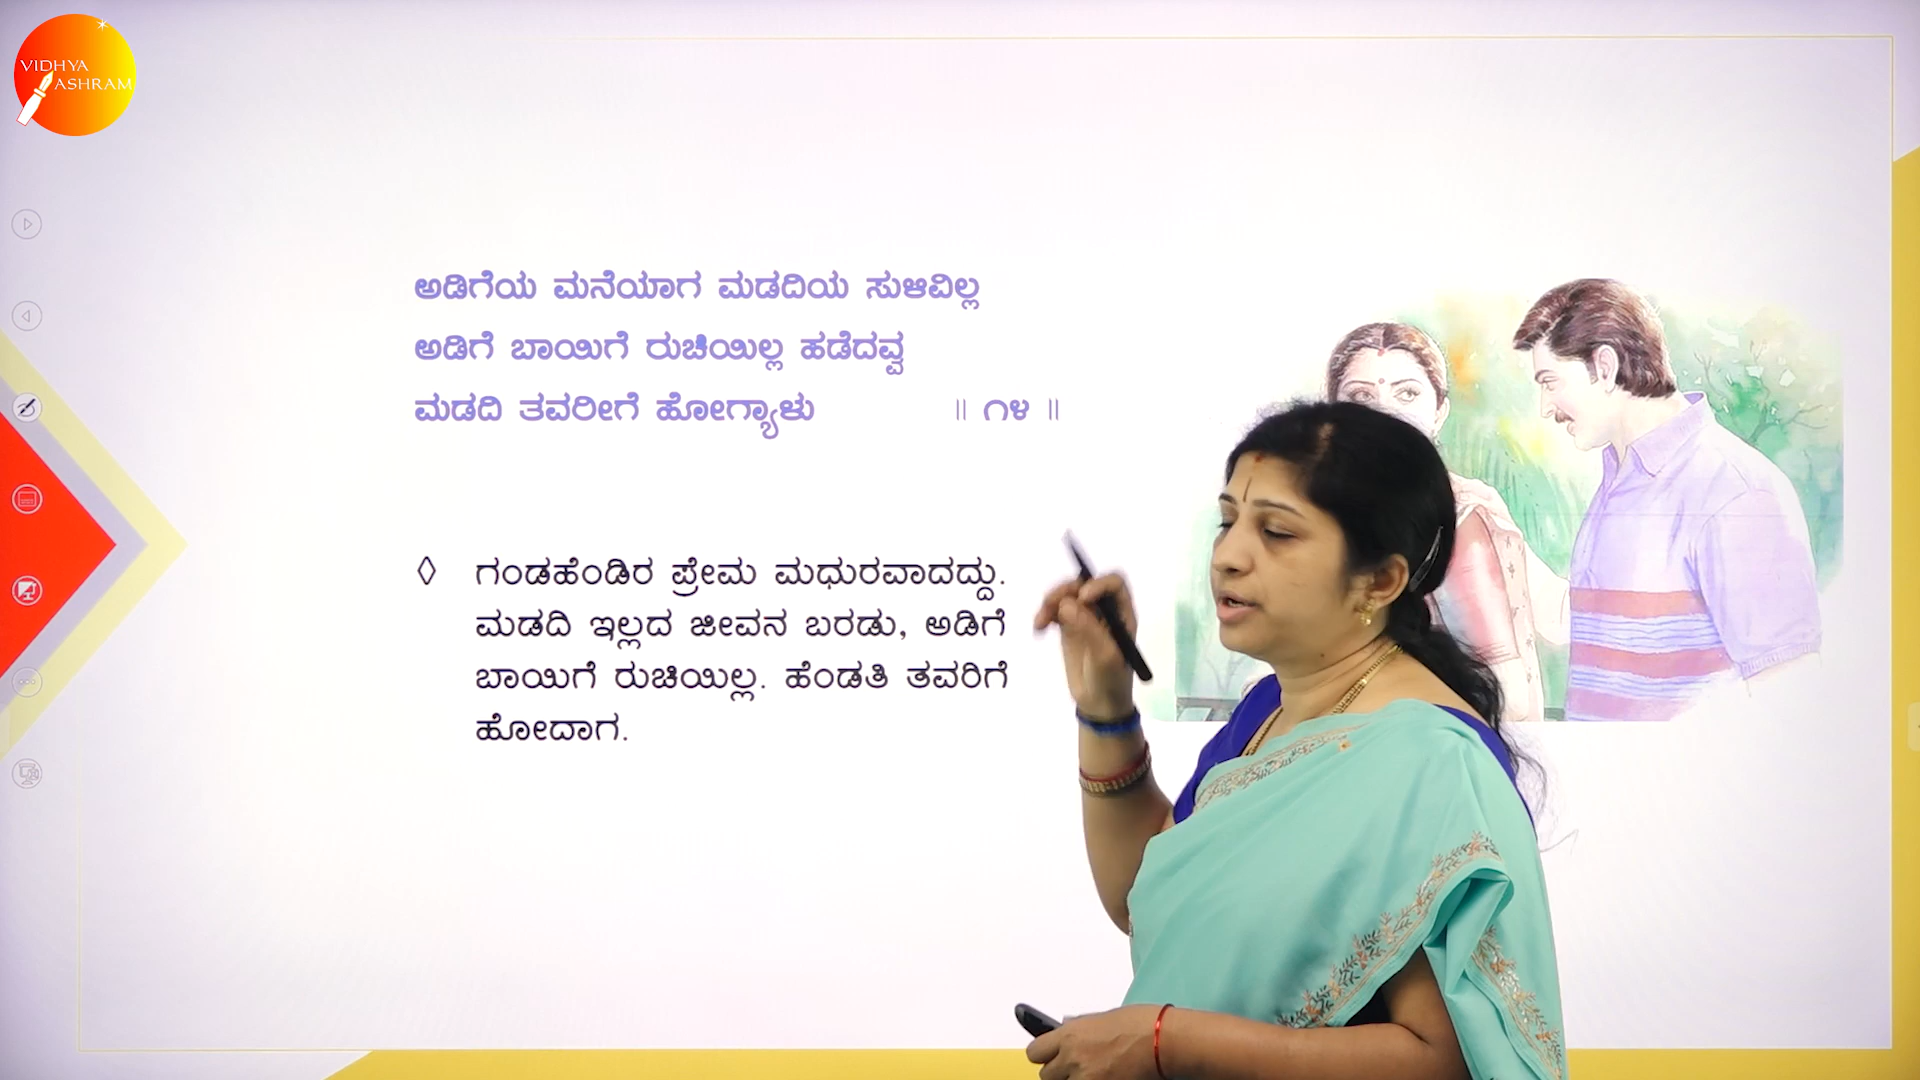 VIDHYA
ASHRAM
ಅಡಿಗೆಯ ಮನೆಯಾಗ ಮಡದಿಯ ಸುಳಿವಿಲ್ಲ
ಅಡಿಗೆ ಬಾಯಿಗೆ ರುಚಿಯಿಲ್ಲ ಹಡೆದವ್ವ
ಮಡದಿ ತವರೀಗೆ ಹೋಗ್ಯಾಳು ॥ ೧೪ ॥
◊ ಗಂಡಹೆಂಡಿರ ಪ್ರೇಮ ಮಧುರವಾದದ್ದು.
ಮಡದಿ ಇಲ್ಲದ ಜೀವನ ಬರಡು, ಅಡಿಗೆ
ಬಾಯಿಗೆ ರುಚಿಯಿಲ್ಲ. ಹೆಂಡತಿ ತವರಿಗೆ
ಹೋದಾಗ.